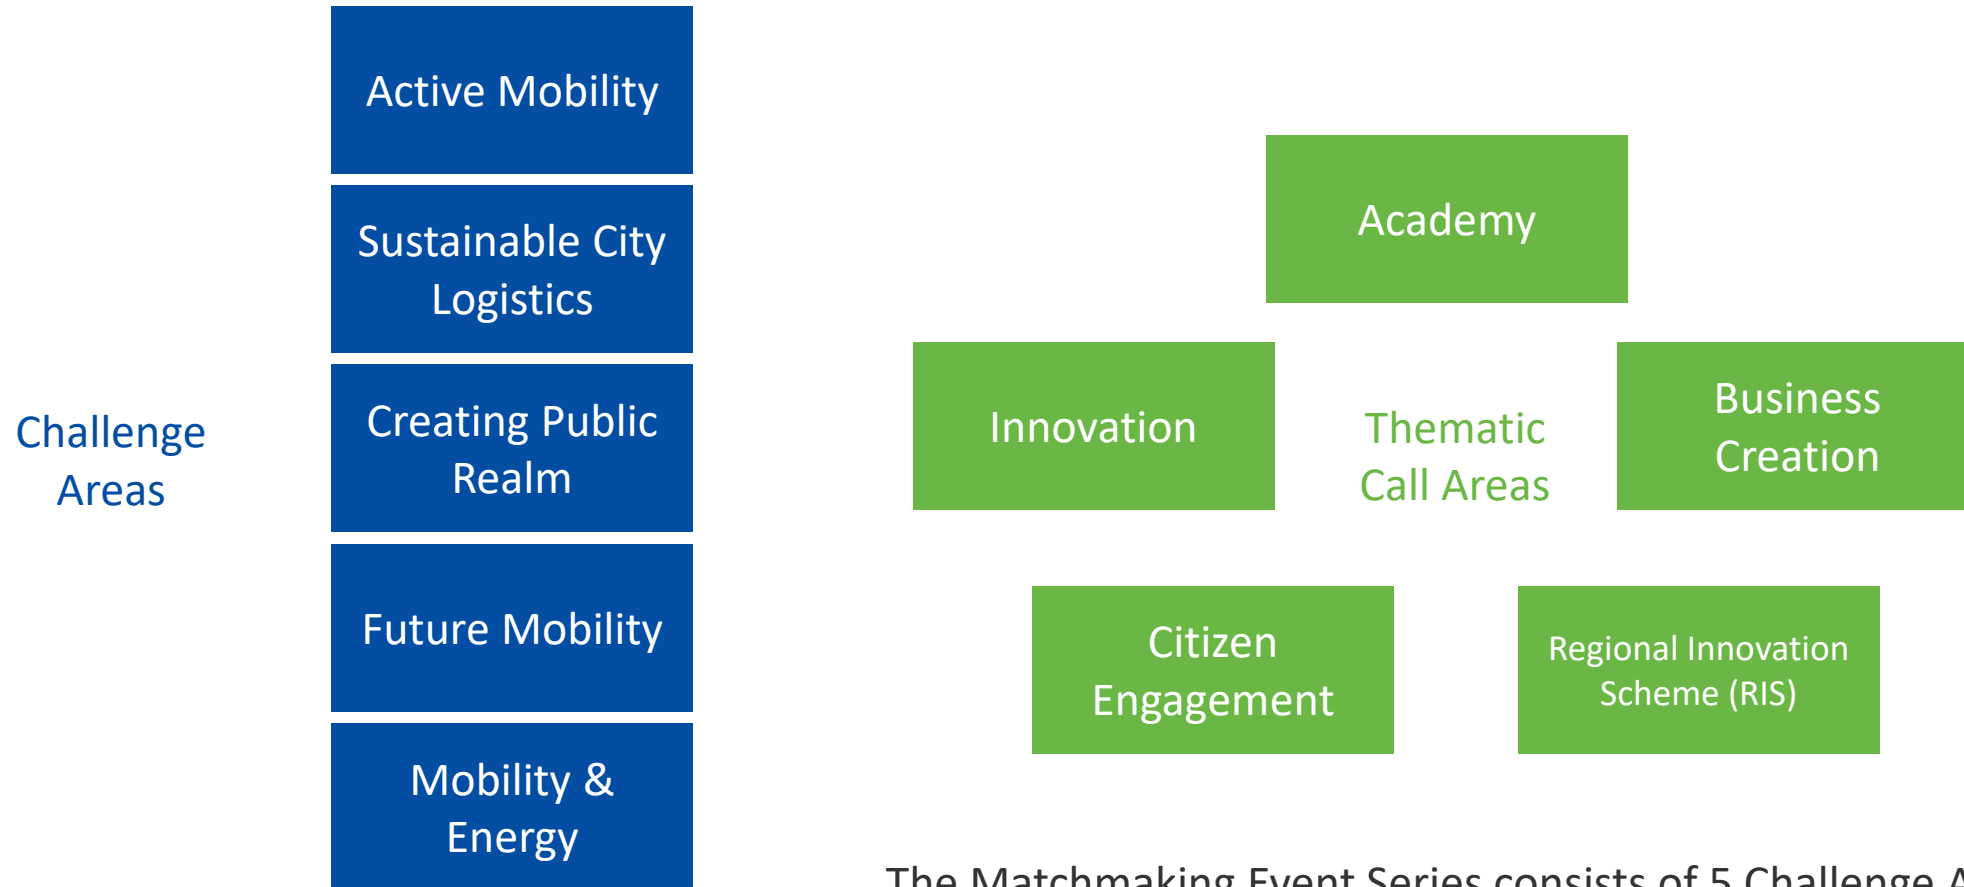 Challenge
Areas
Active Mobility
Sustainable City
Logistics
Creating Public
Realm
Future Mobility
Mobility &
Energy
Academy
Innovation
Thematic
Call Areas
Business
Creation
Citizen
Engagement
Regional Innovation
Scheme (RIS)
The Matchmaking Event Series consists of 5 Challenge A